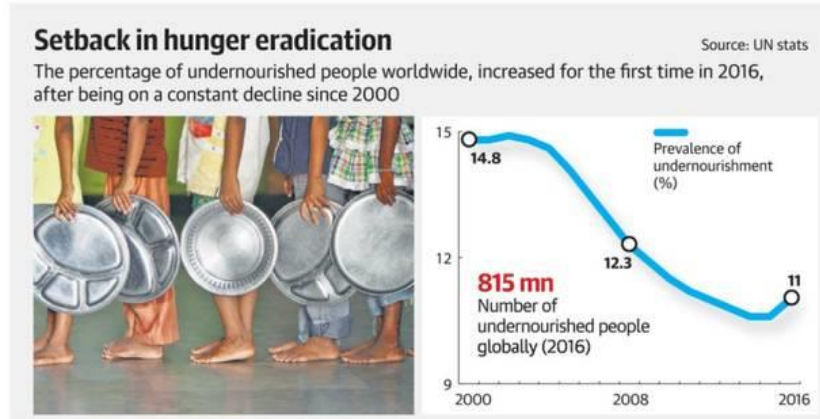 Setback in hunger eradication
Source: UN stats
The percentage of undernourished people worldwide, increased for the first time in 2016,
after being on a constant decline since 2000
15
14.8
Prevalence of
undernourishment
(%)
12
12.3
815 mn
Number of
undernourished people
globally (2016)
11
9
2000
2008
2016